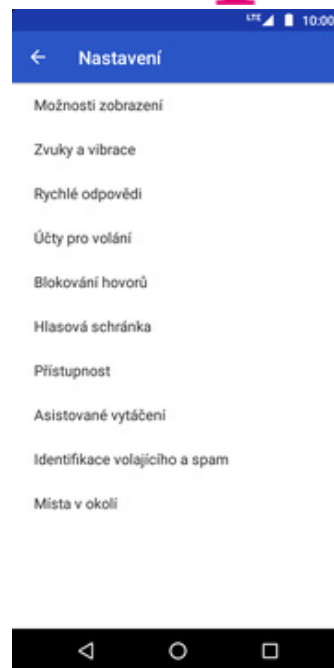 LTE 10:00
Nastavení
Možnosti zobrazení
Zvuky a vibrace
Rychlé odpovědi
Účty pro volání
Blokování hovorů
Hlasová schránka
Přístupnost
Asistované vytáčení
Identifikace volajícího a spam
Místa v okolí